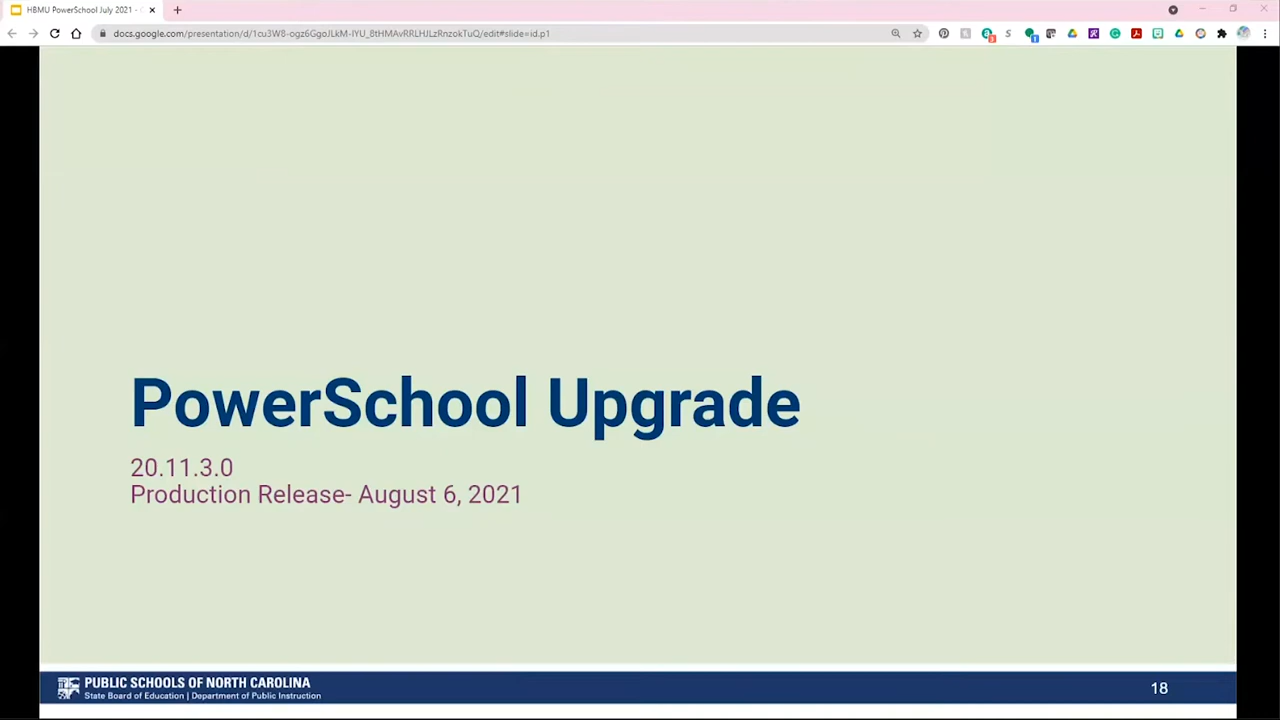 HBMU PowerSchool July 2021 -
docs.google.com/presentation/d/1cu3W8-ogz6GgoJLkM-IYU_8tHMAvRRLHJLzRnzokTuQ/edit#slide=id.p1
PowerSchool Upgrade
20.11.3.0
Production Release- August 6, 2021
PUBLIC SCHOOLS OF NORTH CAROLINA
State Board of Education | Department of Public Instruction
18